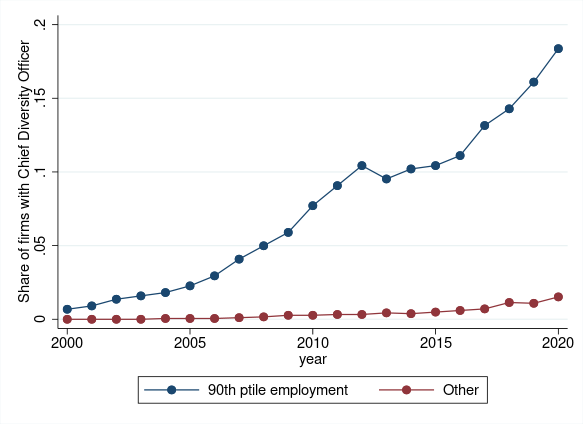 Share of firms with Chief Diversity Officer
.2
.15
.1
.05
0
2000 2005 2010 2015 2020
year
90th ptile employment Other